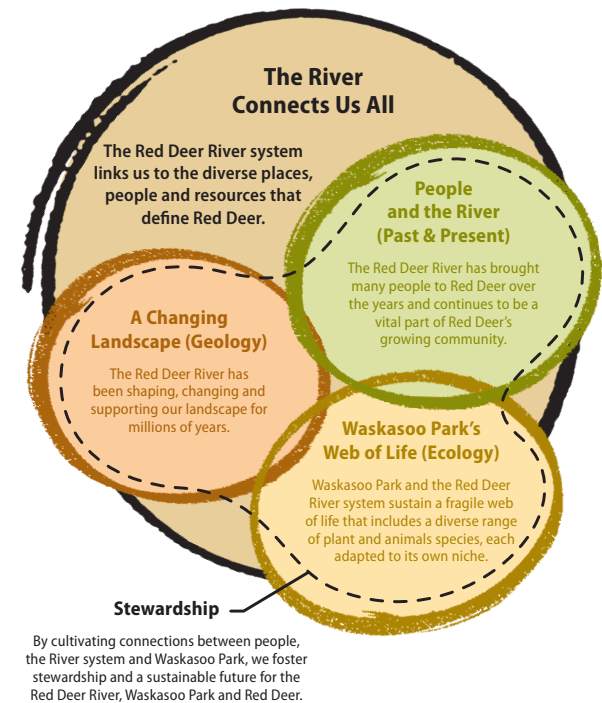 The River
Connects Us All
The Red Deer River system
links us to the diverse places,
people and resources that
define Red Deer.
People
and the River
(Past & Present)
The Red Deer River has brought
many people to Red Deer over
the years and continues to be a
vital part of Red Deer's
growing community.
A Changing
Landscape (Geology)
The Red Deer River has
been shaping, changing and
supporting our landscape for
millions of years.
Waskasoo Park's
Web of Life (Ecology)
Waskasoo Park and the Red Deer
River system sustain a fragile web
of life that includes a diverse range
of plant and animals species, each
adapted to its own niche.
Stewardship
By cultivating connections between people,
the River system and Waskasoo Park, we foster
stewardship and a sustainable future for the
Red Deer River, Waskasoo Park and Red Deer.